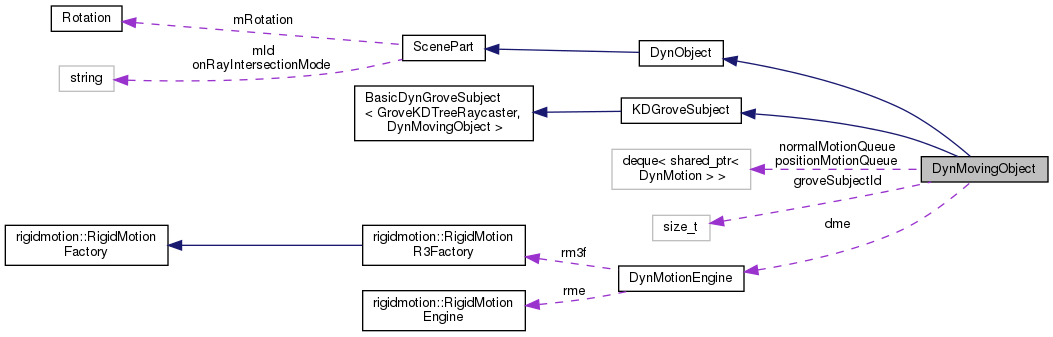 Rotation
mRotation
ScenePart
mId
onRayIntersectionMode
string
DynObject
BasicDynGroveSubject
< GroveKDTreeRaycaster,
DynMovingObject >
KDGroveSubject
normalMotionQueue
positionMotionQueue
deque< shared_ptr<
DynMotion > >
DynMovingObject
groveSubjectId
size_t
dme
rigidmotion::RigidMotion
Factory
rigidmotion::RigidMotion
R3Factory
rm3f
DynMotionEngine
rme
rigidmotion::RigidMotion
Engine